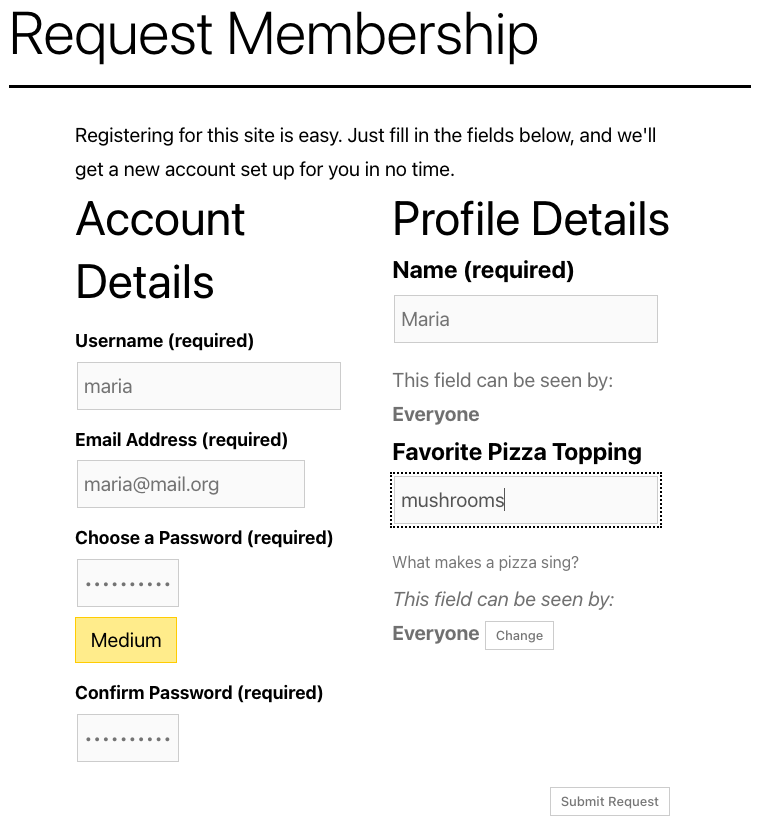 Request Membership
Registering for this site is easy. Just fill in the fields below, and we'll
get a new account set up for you in no time.
Account
Details
Username (required)
maria
Email Address (required)
maria@mail.org
Choose a Password (required)
••••••••••
Medium
Confirm Password (required)
••••••••••
Profile Details
Name (required)
Maria
This field can be seen by:
Everyone
Favorite Pizza Topping
mushrooms
What makes a pizza sing?
This field can be seen by:
Everyone Change
Submit Request